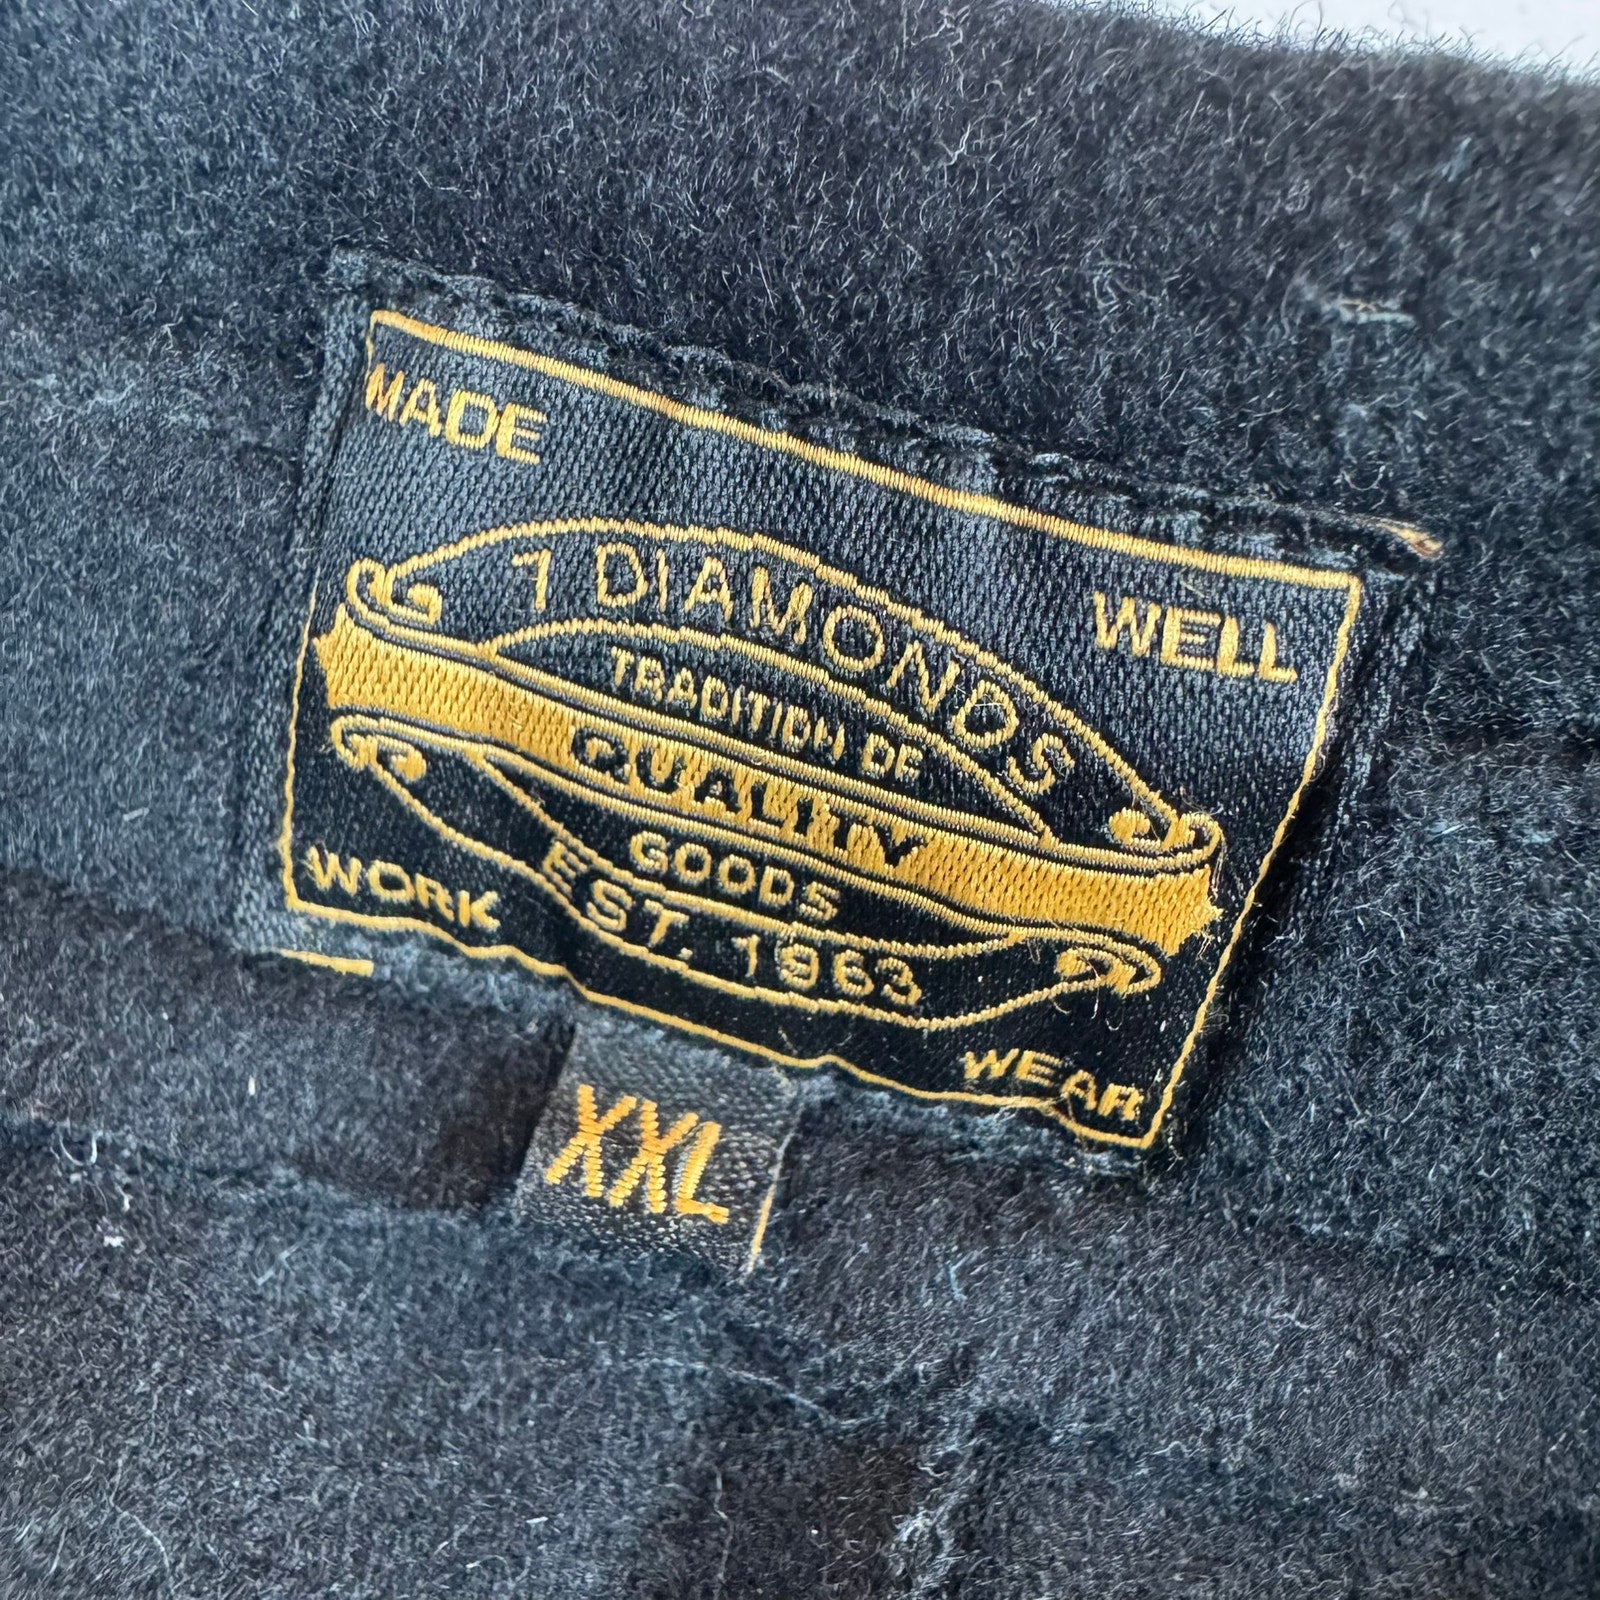 MADE
WELL
7 DIAMONDS
TRADITION DE
QUALITY
GOODS
EST. 1963
WORK
WEAR
XXL